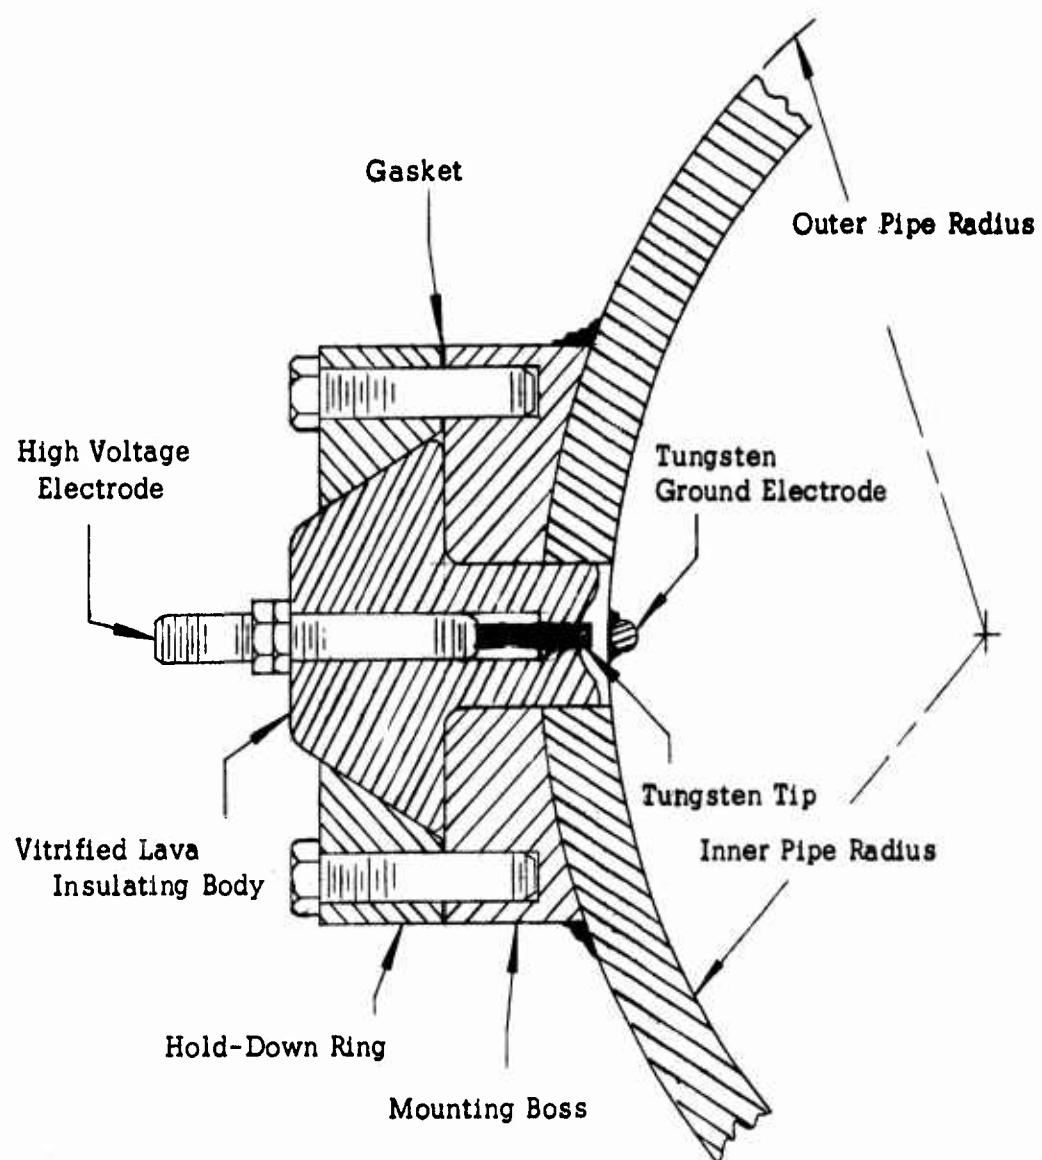 Gasket
Outer Pipe Radius
High Voltage
Electrode
Tungsten
Ground Electrode
Tungsten Tip
Vitrified Lava
Insulating Body
Inner Pipe Radius
Hold-Down Ring
Mounting Boss